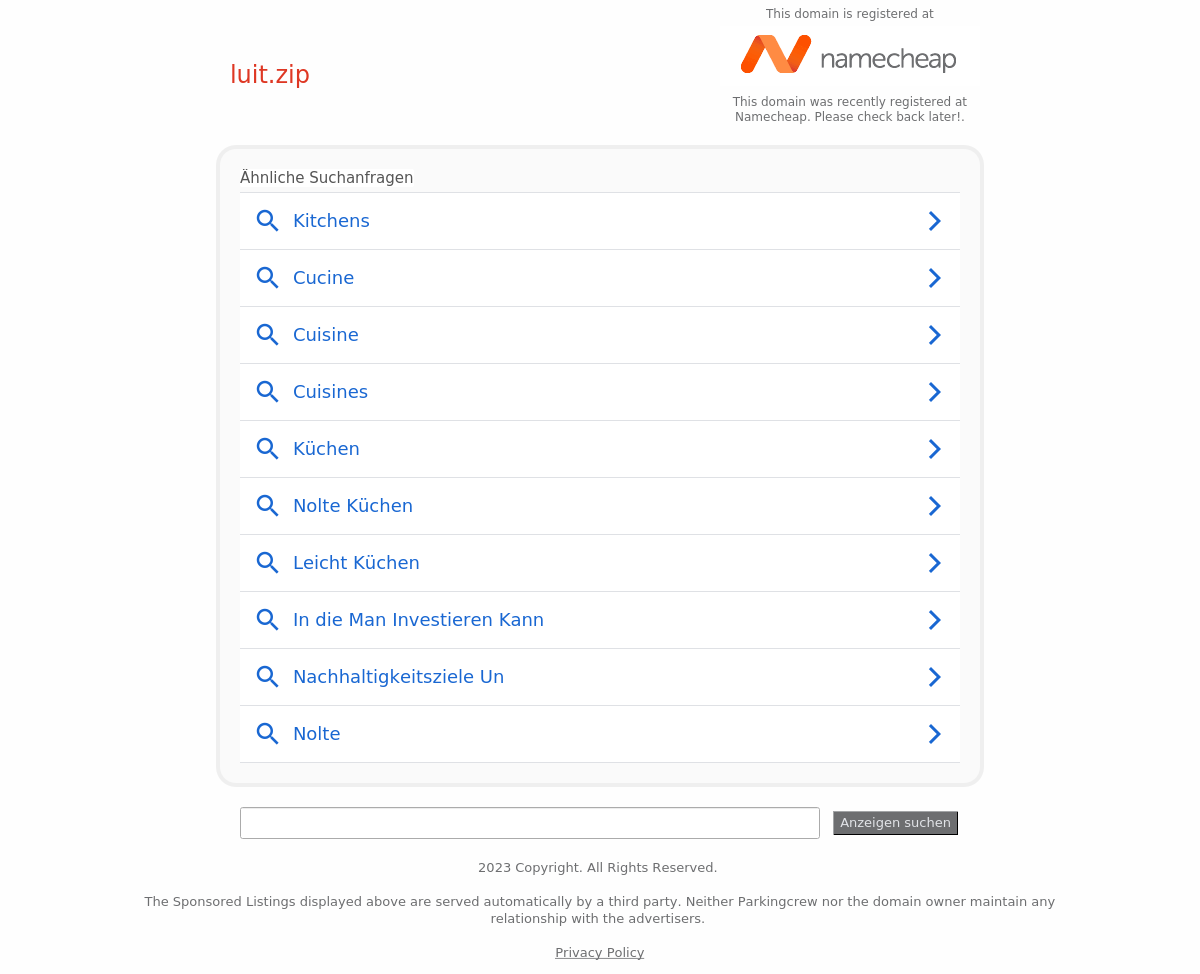 This domain is registered at
namecheap
luit.zip
This domain was recently registered at
Namecheap. Please check back later!.
Ähnliche Suchanfragen
Kitchens
Cucine
Cuisine
Cuisines
Küchen
Nolte Küchen
Leicht Küchen
In die Man Investieren Kann
Nachhaltigkeitsziele Un
Nolte
Anzeigen suchen
2023 Copyright. All Rights Reserved.
The Sponsored Listings displayed above are served automatically by a third party. Neither Parkingcrew nor the domain owner maintain any
relationship with the advertisers.
Privacy Policy